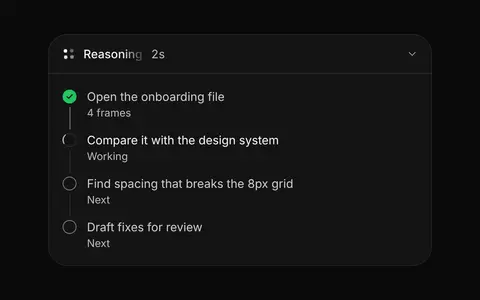 Reasoning 2s
Open the onboarding file
4 frames
Compare it with the design system
Working
Find spacing that breaks the 8px grid
Next
Draft fixes for review
Next